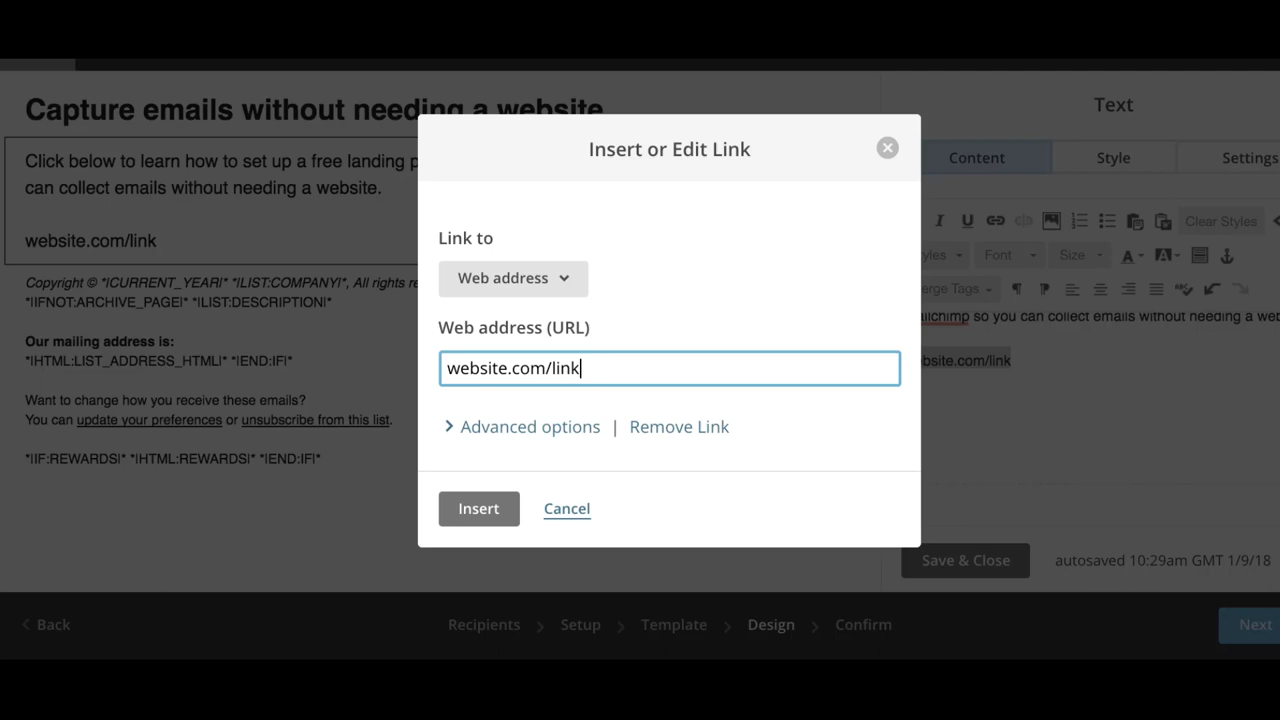 Capture emails without needing a website
Click below to learn how to set up a free landing p
can collect emails without needing a website.
website.com/link
Copyright © *|CURRENT_YEAR|* *|LIST:COMPANY|*, All rights re
*|IFNOT:ARCHIVE_PAGE|* *|LIST:DESCRIPTION|*
Our mailing address is:
*|HTML:LIST_ADDRESS_HTML|* *|END:IF|*
Want to change how you receive these emails?
You can update your preferences or unsubscribe from this list.
*|IF:REWARDS|* *|HTML:REWARDS|* *|END:IF|*
Insert or Edit Link
Link to
Web address
Web address (URL)
website.com/link
Advanced options | Remove Link
Insert Cancel
Text
Content Style Settings
I U Clear Styles
yles Font Size A A
erge Tags
ailchimp so you can collect emails without needing a web
ebsite.com/link
Save & Close autosaved 10:29am GMT 1/9/18
Back Recipients Setup Template Design Confirm Next